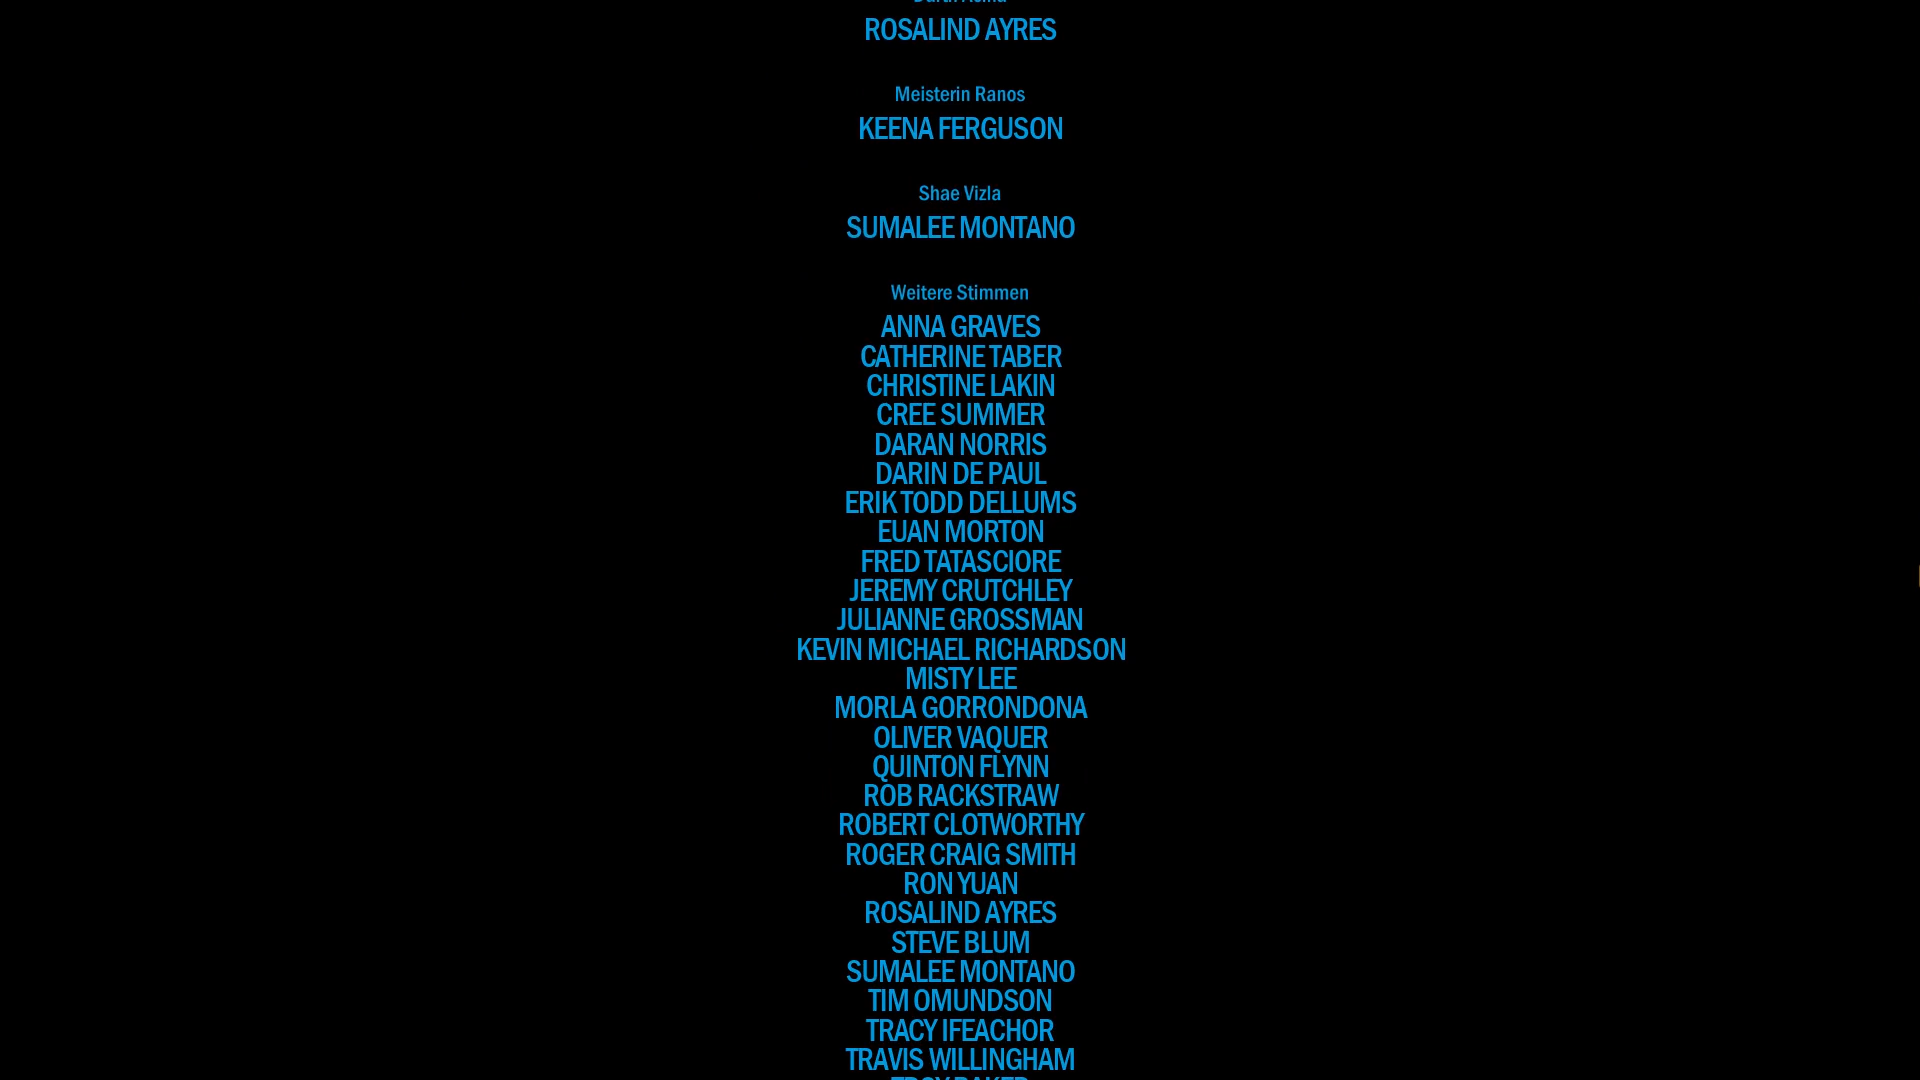 ROSALIND AYRES
Meisterin Ranos
KEENA FERGUSON
Shae Vizla
SUMALEE MONTANO
Weitere Stimmen
ANNA GRAVES
CATHERINE TABER
CHRISTINE LAKIN
CREE SUMMER
DARAN NORRIS
DARIN DE PAUL
ERIK TODD DELLUMS
EUAN MORTON
FRED TATASCIORE
JEREMY CRUTCHLEY
JULIANNE GROSSMAN
KEVIN MICHAEL RICHARDSON
MISTY LEE
MORLA GORRONDONA
OLIVER VAQUER
QUINTON FLYNN
ROB RACKSTRAW
ROBERT CLOTWORTHY
ROGER CRAIG SMITH
RON YUAN
ROSALIND AYRES
STEVE BLUM
SUMALEE MONTANO
TIM OMUNDSON
TRACY IFEACHOR
TRAVIS WILLINGHAM
TROY BAKER